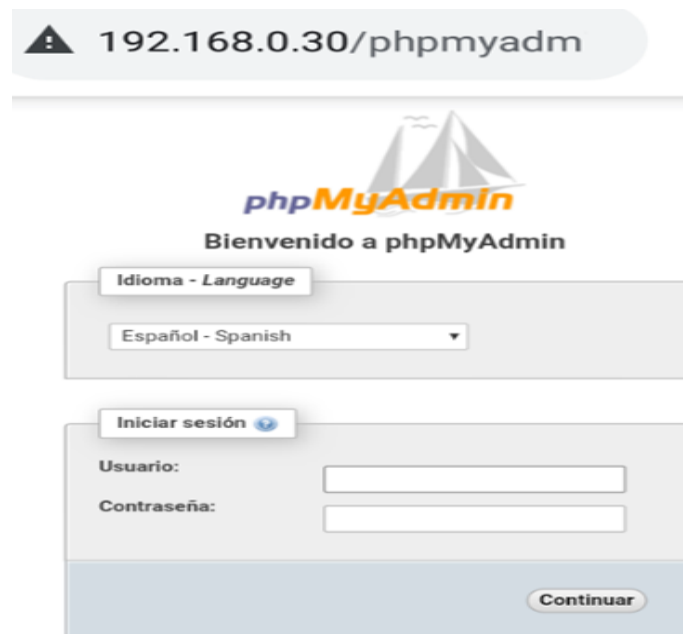 192.168.0.30/phpmyadm
phpMyAdmin
Bienvenido a phpMyAdmin
Idioma - Language
Español - Spanish
Iniciar sesión
Usuario:
Contraseña:
Continuar